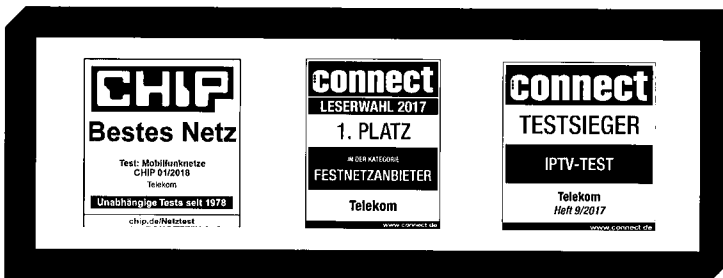 CHIP
Bestes Netz
Test: Mobilfunknetze
CHIP 01/2018
Telekom
Unabhängige Tests seit 1978
chip.de/Netztest
connect
LESERWAHL 2017
1. PLATZ
IN DER KATEGORIE
FESTNETZANBIETER
Telekom
www.connect.de
connect
TESTSIEGER
IPTV-TEST
Telekom
Heft 9/2017
www.connect.de